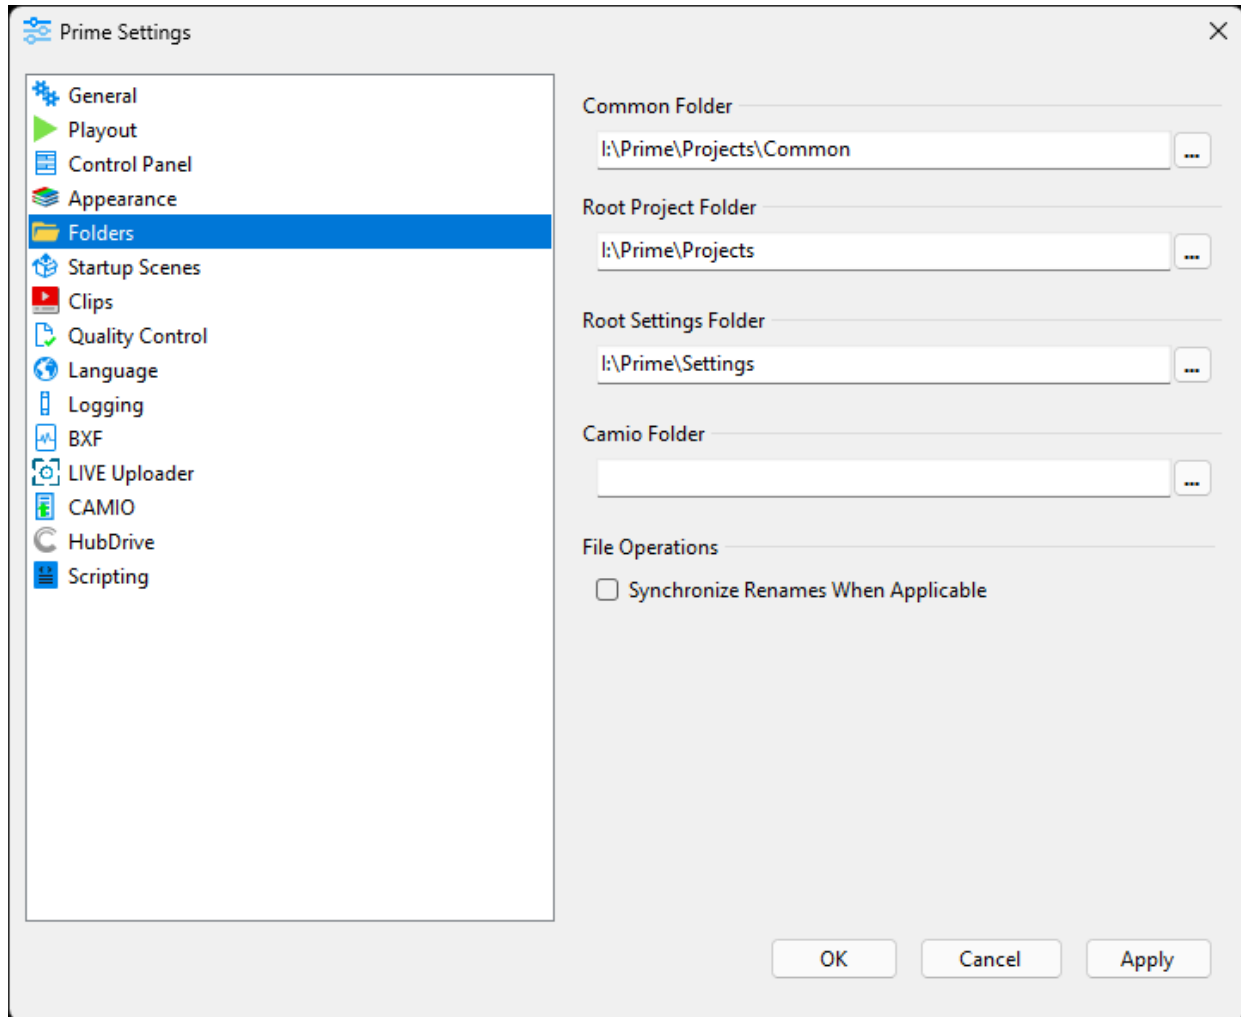 Prime Settings
General
Playout
Control Panel
Appearance
Folders
Startup Scenes
Clips
Quality Control
Language
Logging
BXF
LIVE Uploader
CAMIO
HubDrive
Scripting
Common Folder
I:\Prime\Projects\Common
...
Root Project Folder
I:\Prime\Projects
...
Root Settings Folder
I:\Prime\Settings
...
Camio Folder
...
File Operations
Synchronize Renames When Applicable
OK
Cancel
Apply